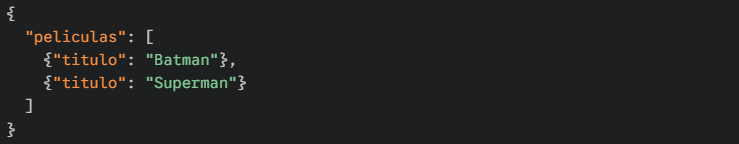 {
  "peliculas": [
    {"titulo": "Batman"},
    {"titulo": "Superman"}
  ]
}